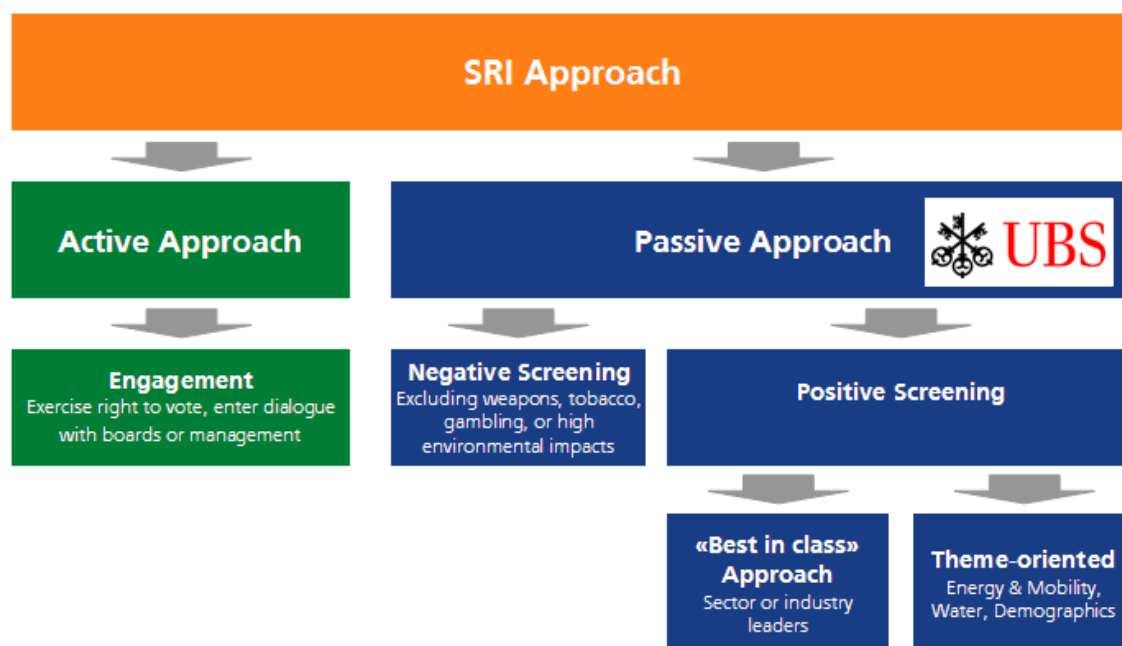 SRI Approach
Active Approach
Passive Approach
UBS
Engagement
Exercise right to vote, enter dialogue
with boards or management
Negative Screening
Excluding weapons, tobacco,
gambling, or high
environmental impacts
Positive Screening
«Best in class»
Approach
Sector or industry
leaders
Theme-oriented
Energy & Mobility,
Water, Demographics